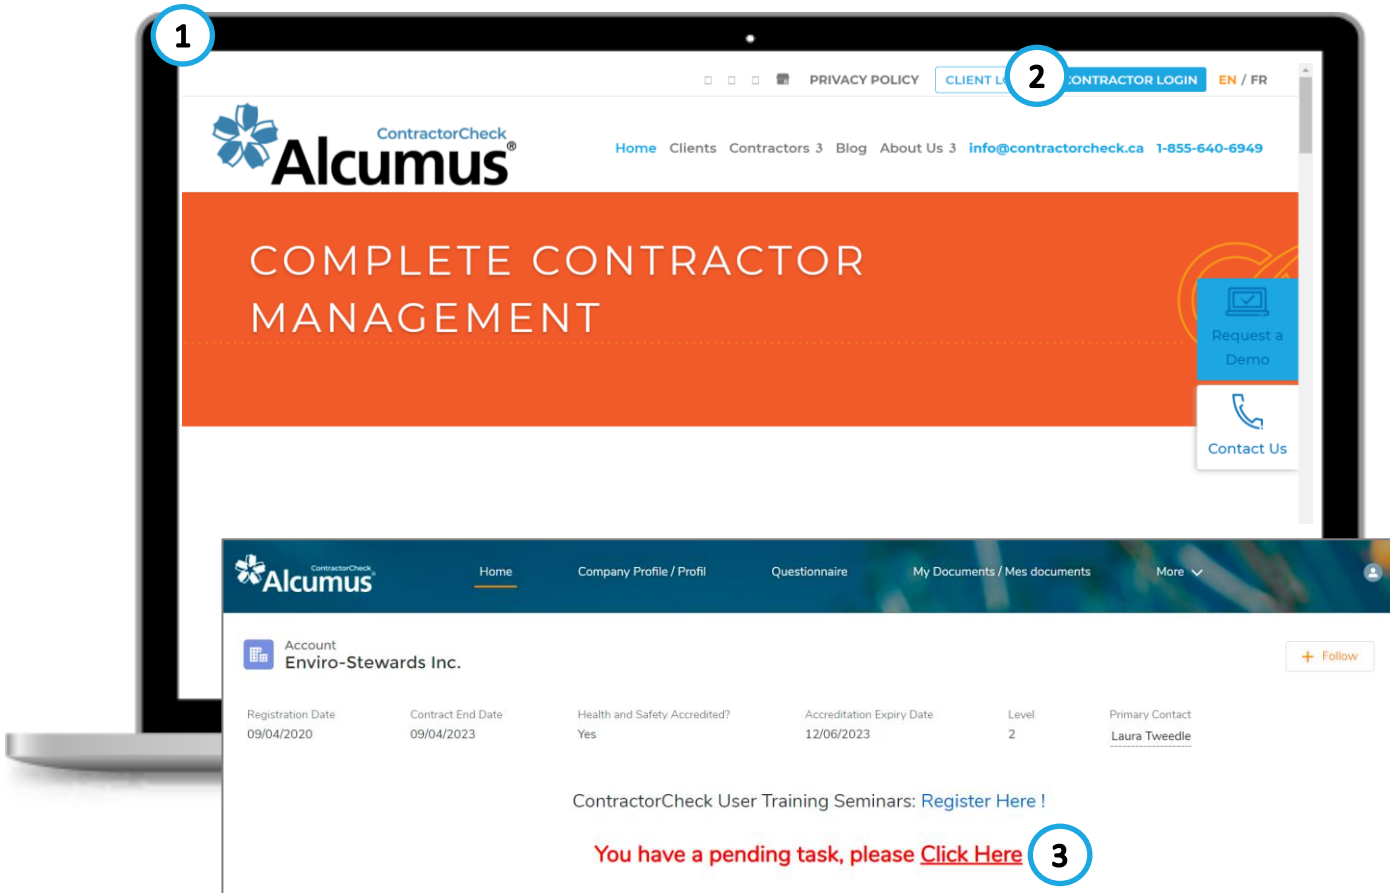 1
2
PRIVACY POLICY CLIENT LO CONTRACTOR LOGIN EN / FR
ContractorCheck
Alcumus®
Home Clients Contractors 3 Blog About Us 3 info@contractorcheck.ca 1-855-640-6949
COMPLETE CONTRACTOR
MANAGEMENT
Request a
Demo
Contact Us
ContractorCheck
Alcumus
Home Company Profile / Profil Questionnaire My Documents / Mes documents More
Account
Enviro-Stewards Inc.
+ Follow
Registration Date Contract End Date Health and Safety Accredited? Accreditation Expiry Date Level Primary Contact
09/04/2020 09/04/2023 Yes 12/06/2023 2 Laura Tweedle
ContractorCheck User Training Seminars: Register Here !
You have a pending task, please Click Here
3